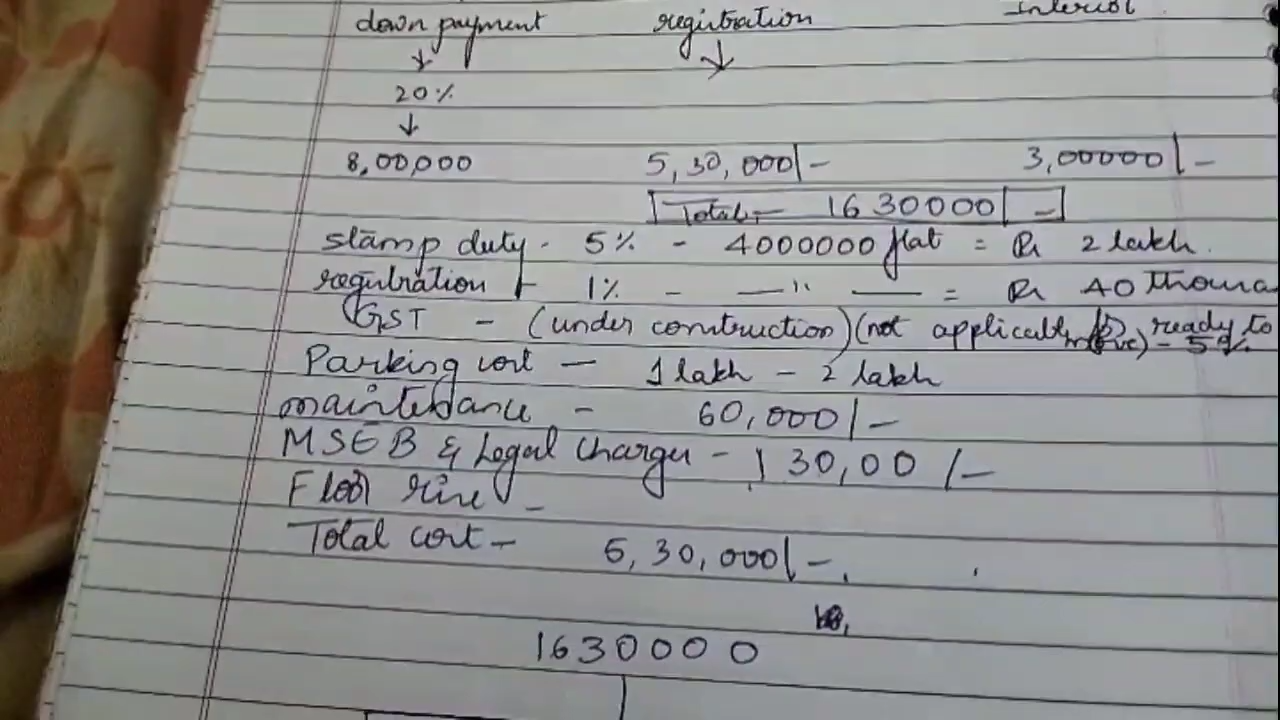 down payment registration Interior
20%
8,00,000 5,30,000/- 3,00000/-
Total - 1630000/-
stamp duty - 5% - 4000000 flat = Rs 2 lakh.
registration - 1% - —"— = Rs 40 thousa
GST - (under construction) (not applicable ready to move) - 5%
Parking cost - 1 lakh - 2 lakh
maintenance - 60,000/-
MSEB & Legal Charges - 1 30,00 /-
Floor rise -
Total cost - 5,30,000/-
1630000